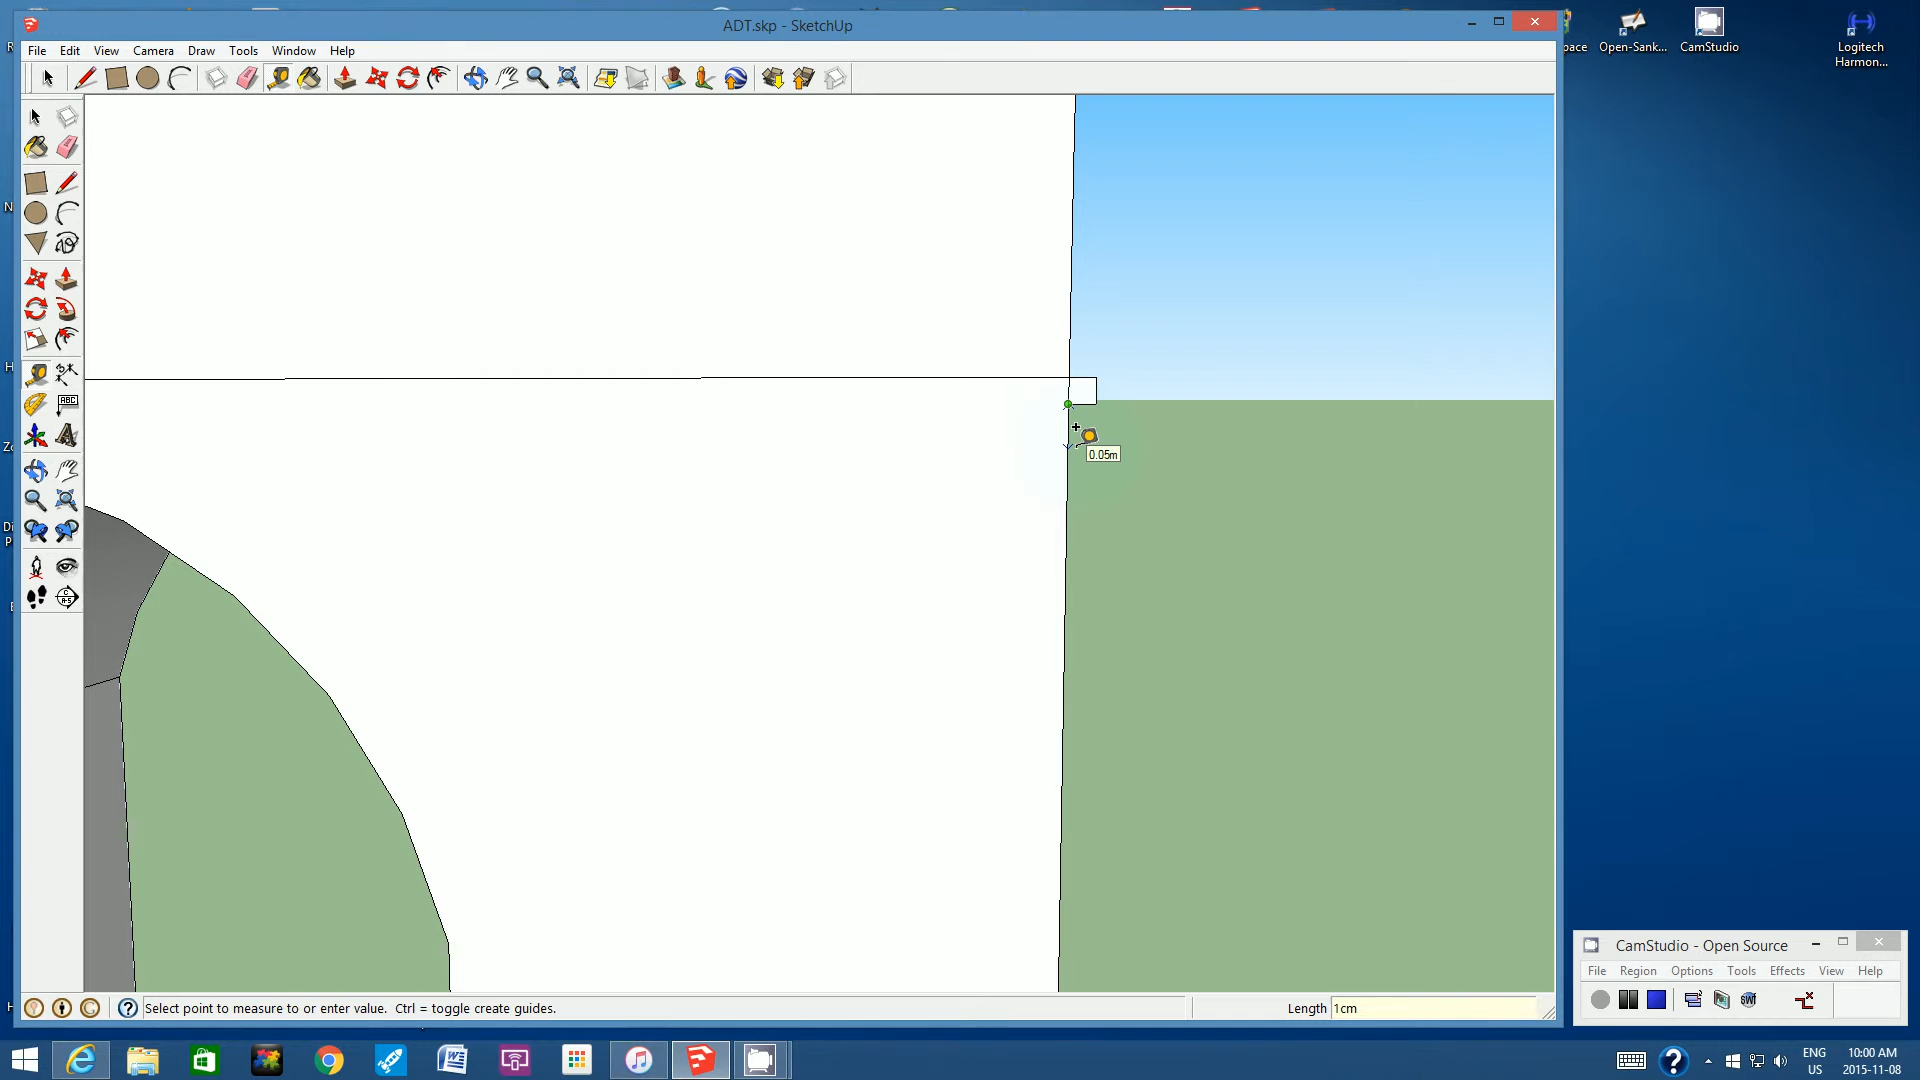 ADT.skp - SketchUp
File Edit View Camera Draw Tools Window Help
ABC
0.05m
Select point to measure to or enter value. Ctrl = toggle create guides.
Length 1cm
Open-Sank...
CamStudio
Logitech
Harmon...
CamStudio - Open Source
File Region Options Tools Effects View Help
ENG
US
10:00 AM
2015-11-08